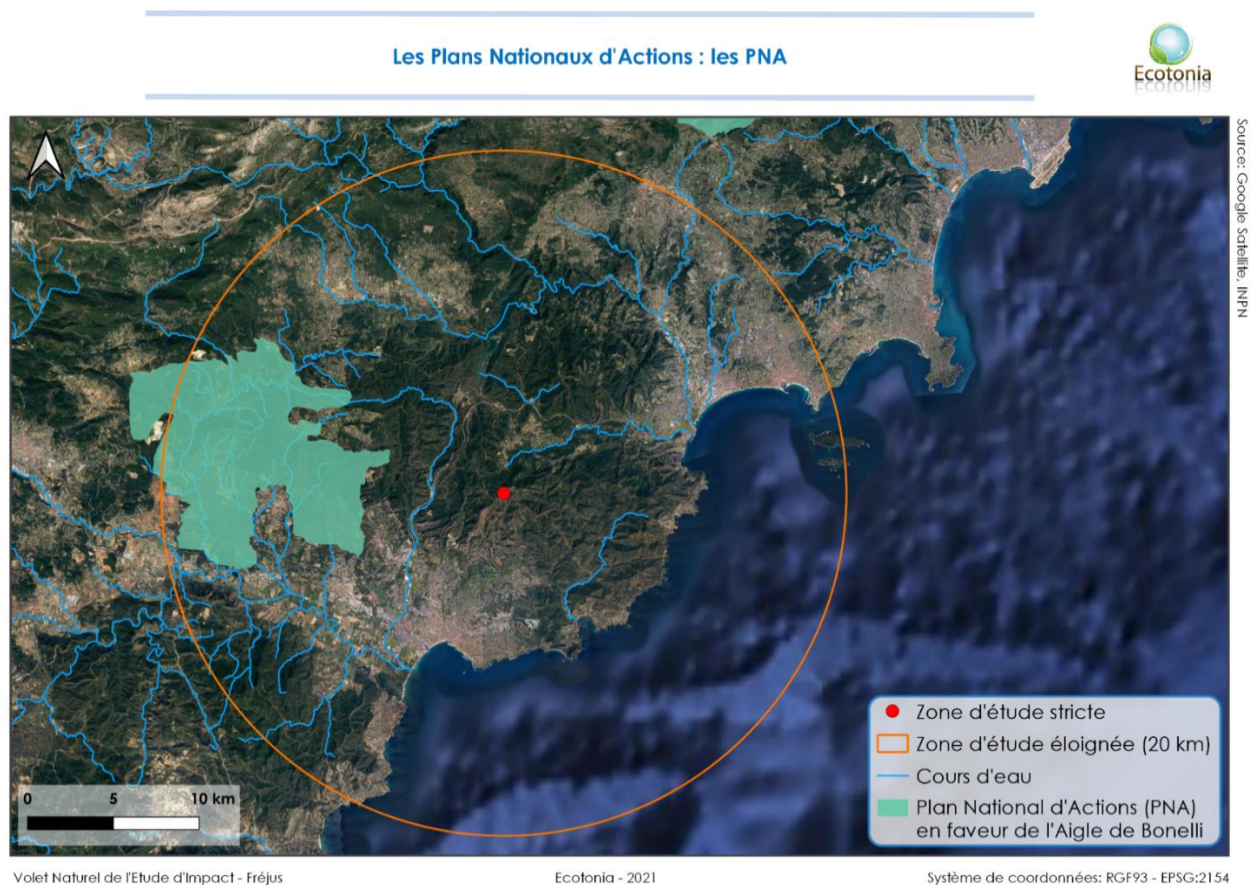 Les Plans Nationaux d'Actions : les PNA
Ecotonia
Source: Google Satellite, INPN
Zone d'étude stricte
Zone d'étude éloignée (20 km)
Cours d'eau
Plan National d'Actions (PNA)
en faveur de l'Aigle de Bonelli
0 5 10 km
Volet Naturel de l'Etude d'Impact - Fréjus
Ecotonia - 2021
Système de coordonnées: RGF93 - EPSG:2154